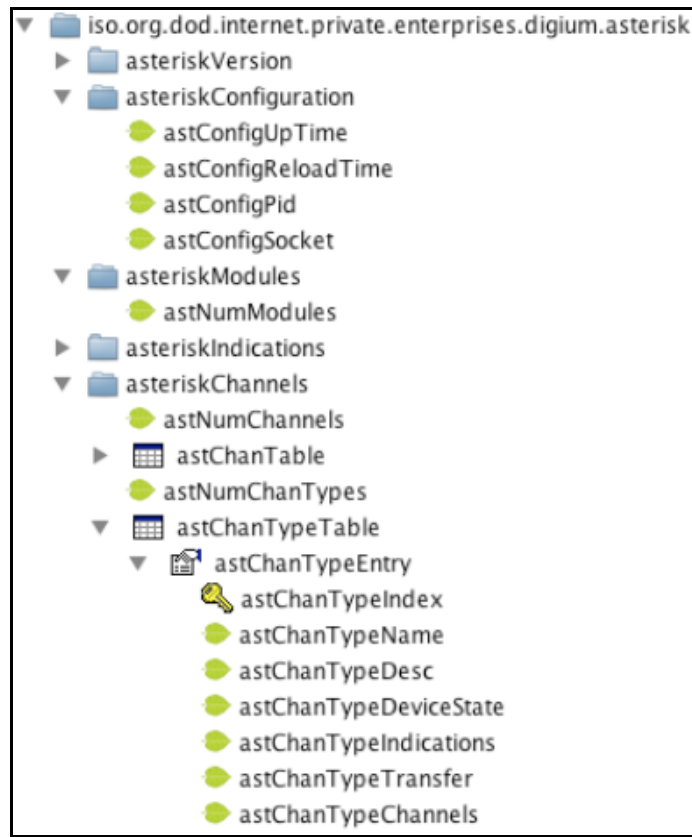 iso.org.dod.internet.private.enterprises.digium.asterisk
asteriskVersion
asteriskConfiguration
astConfigUpTime
astConfigReloadTime
astConfigPid
astConfigSocket
asteriskModules
astNumModules
asteriskIndications
asteriskChannels
astNumChannels
astChanTable
astNumChanTypes
astChanTypeTable
astChanTypeEntry
astChanTypeIndex
astChanTypeName
astChanTypeDesc
astChanTypeDeviceState
astChanTypeIndications
astChanTypeTransfer
astChanTypeChannels